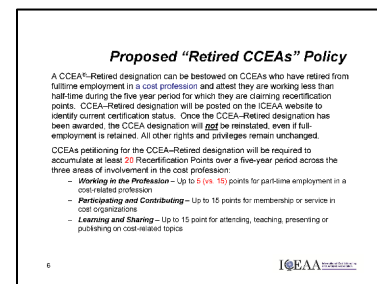 Proposed “Retired CCEAs” Policy
A CCEA®–Retired designation can be bestowed on CCEAs who have retired from
fulltime employment in a cost profession and attest they are working less than
half-time during the five year period for which they are claiming recertification
points. CCEA–Retired designation will be posted on the ICEAA website to
identify current certification status. Once the CCEA–Retired designation has
been awarded, the CCEA designation will not be reinstated, even if full-
employment is retained. All other rights and privileges remain unchanged.
CCEAs petitioning for the CCEA–Retired designation will be required to
accumulate at least 20 Recertification Points over a five-year period across the
three areas of involvement in the cost profession:
– Working in the Profession – Up to 5 (vs. 15) points for part-time employment in a
cost-related profession
– Participating and Contributing – Up to 15 points for membership or service in
cost organizations
– Learning and Sharing – Up to 15 point for attending, teaching, presenting or
publishing on cost-related topics
6
ICEAA